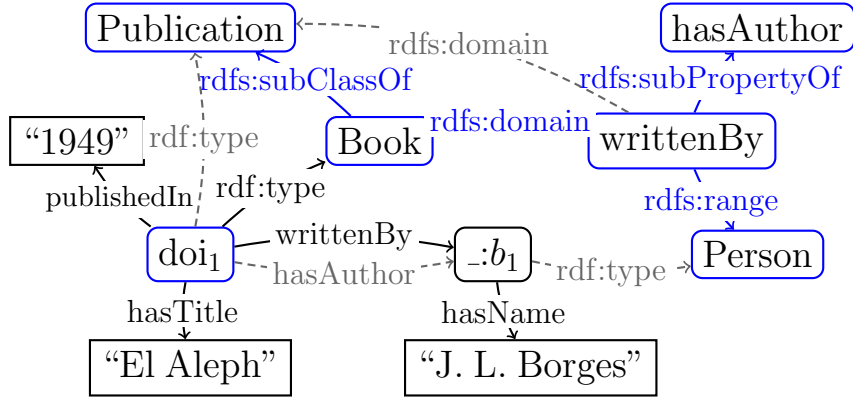 Publication
hasAuthor
rdfs:domain
rdfs:subClassOf
rdfs:subPropertyOf
“1949”
rdf:type
Book
rdfs:domain
writtenBy
publishedIn
rdf:type
rdfs:range
doi₁
writtenBy
hasAuthor
_:b₁
rdf:type
Person
hasTitle
hasName
“El Aleph”
“J. L. Borges”